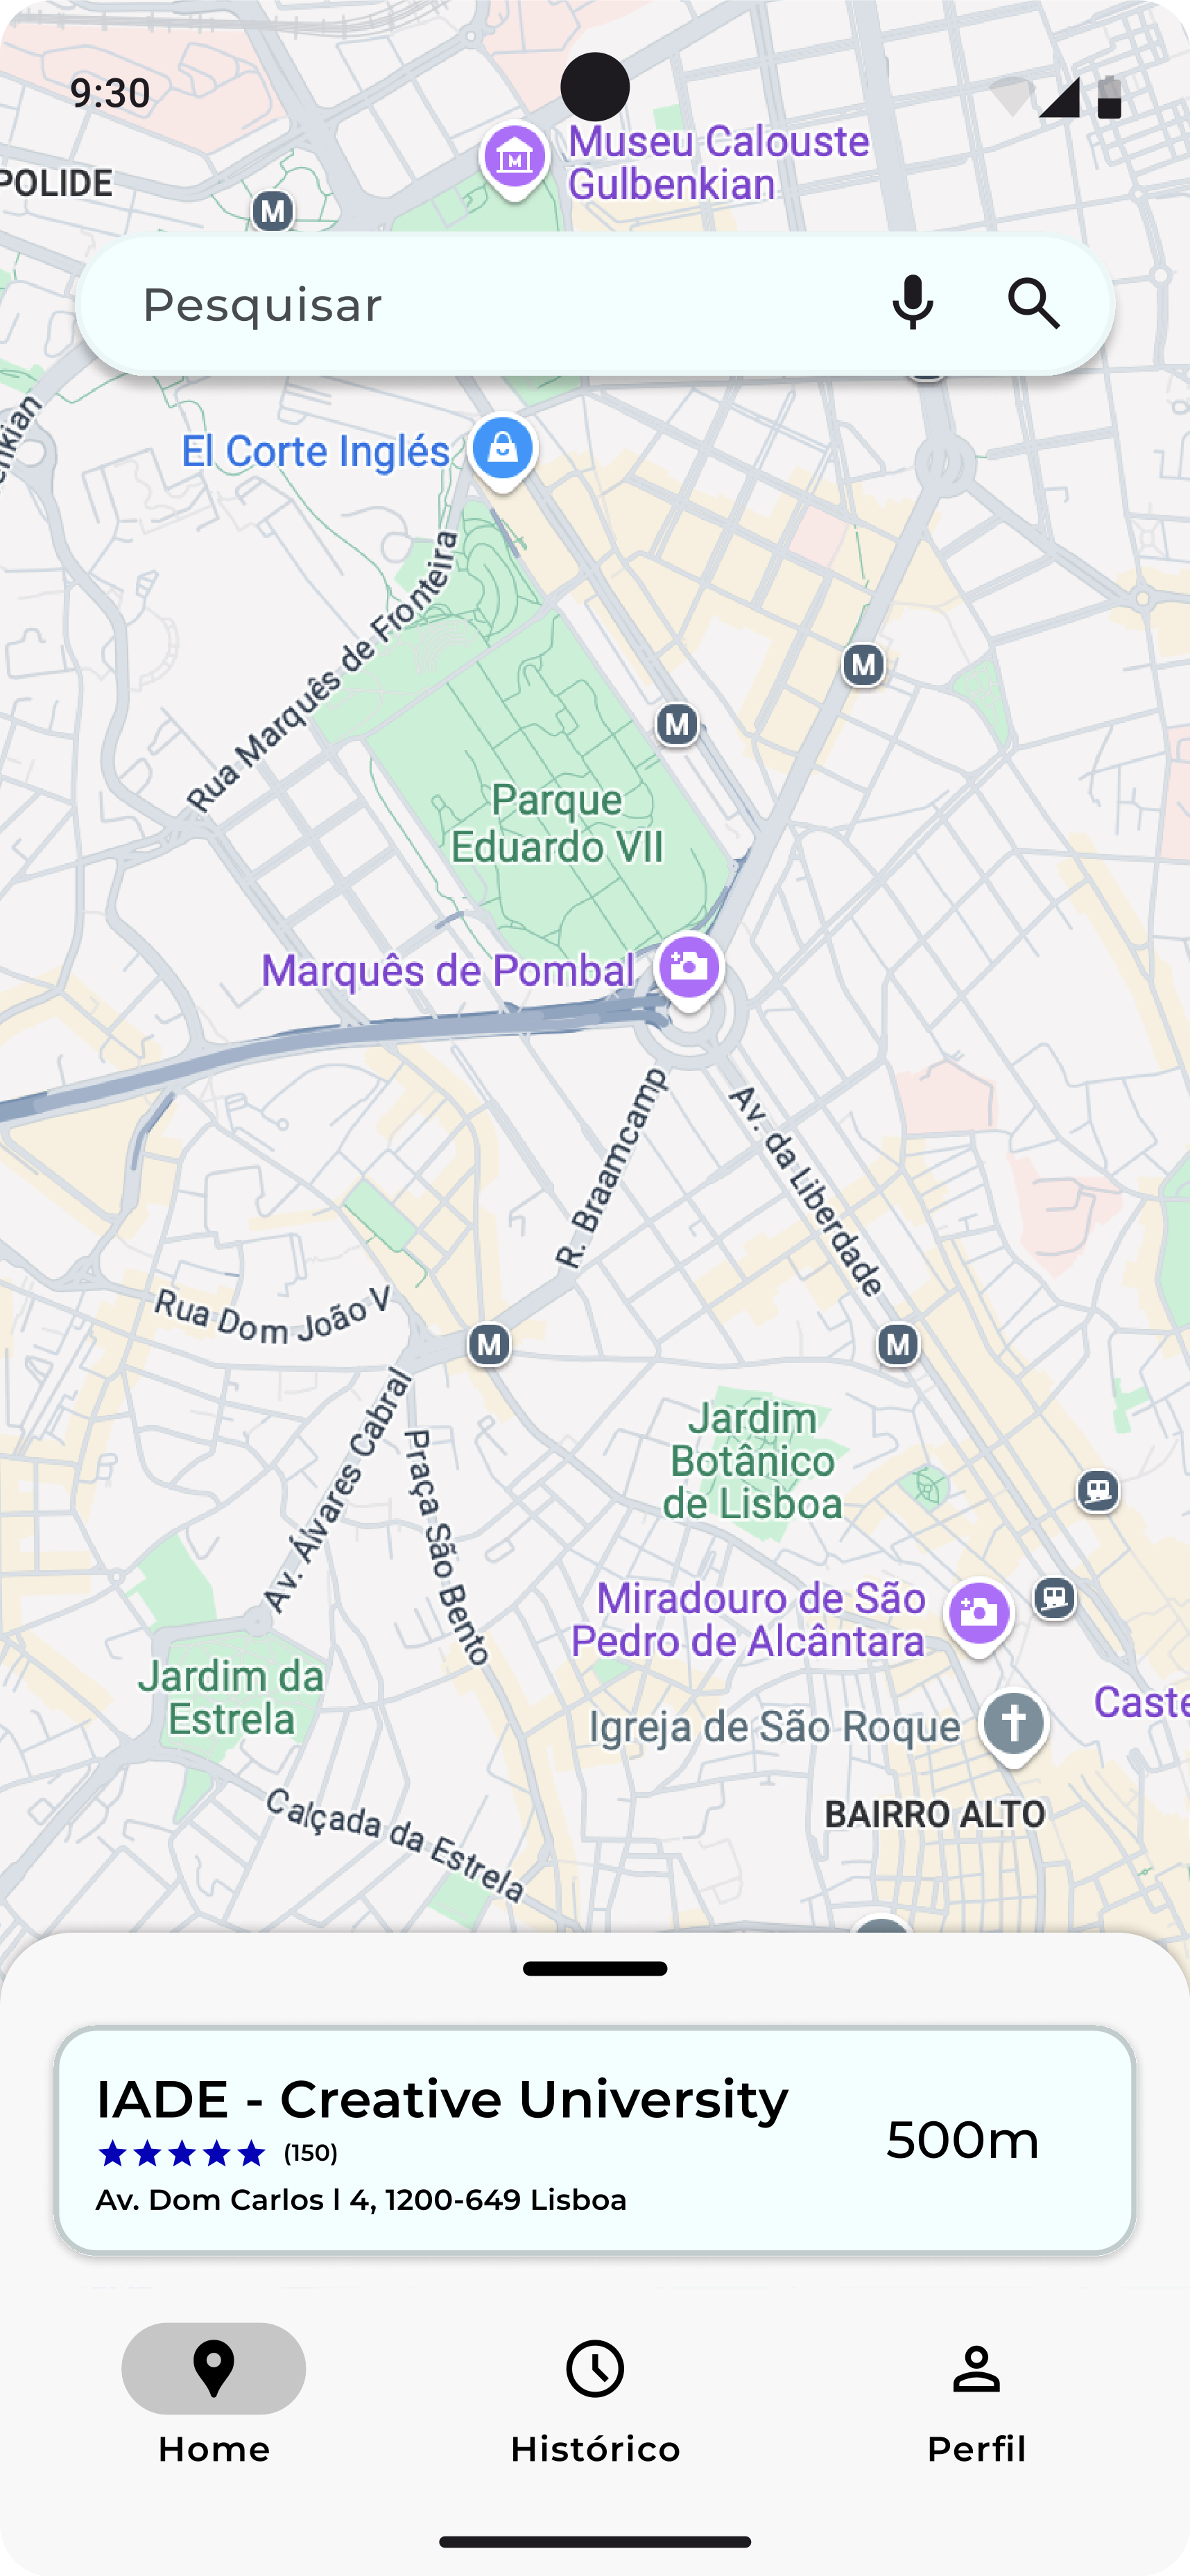 9:30
Museu Calouste
Gulbenkian
POLIDE
M
Pesquisar
enkian
El Corte Inglés
Rua Marquês de Fronteira
M
M
Parque
Eduardo VII
Marquês de Pombal
R. Braamcamp
Av. da Liberdade
Rua Dom João V
M
M
Av. Álvares Cabral
Praça São Bento
Jardim
Botânico
de Lisboa
Miradouro de São
Pedro de Alcântara
Jardim da
Estrela
Caste
Igreja de São Roque
BAIRRO ALTO
Calçada da Estrela
IADE - Creative University
(150)
500m
Av. Dom Carlos l 4, 1200-649 Lisboa
Home
Histórico
Perfil